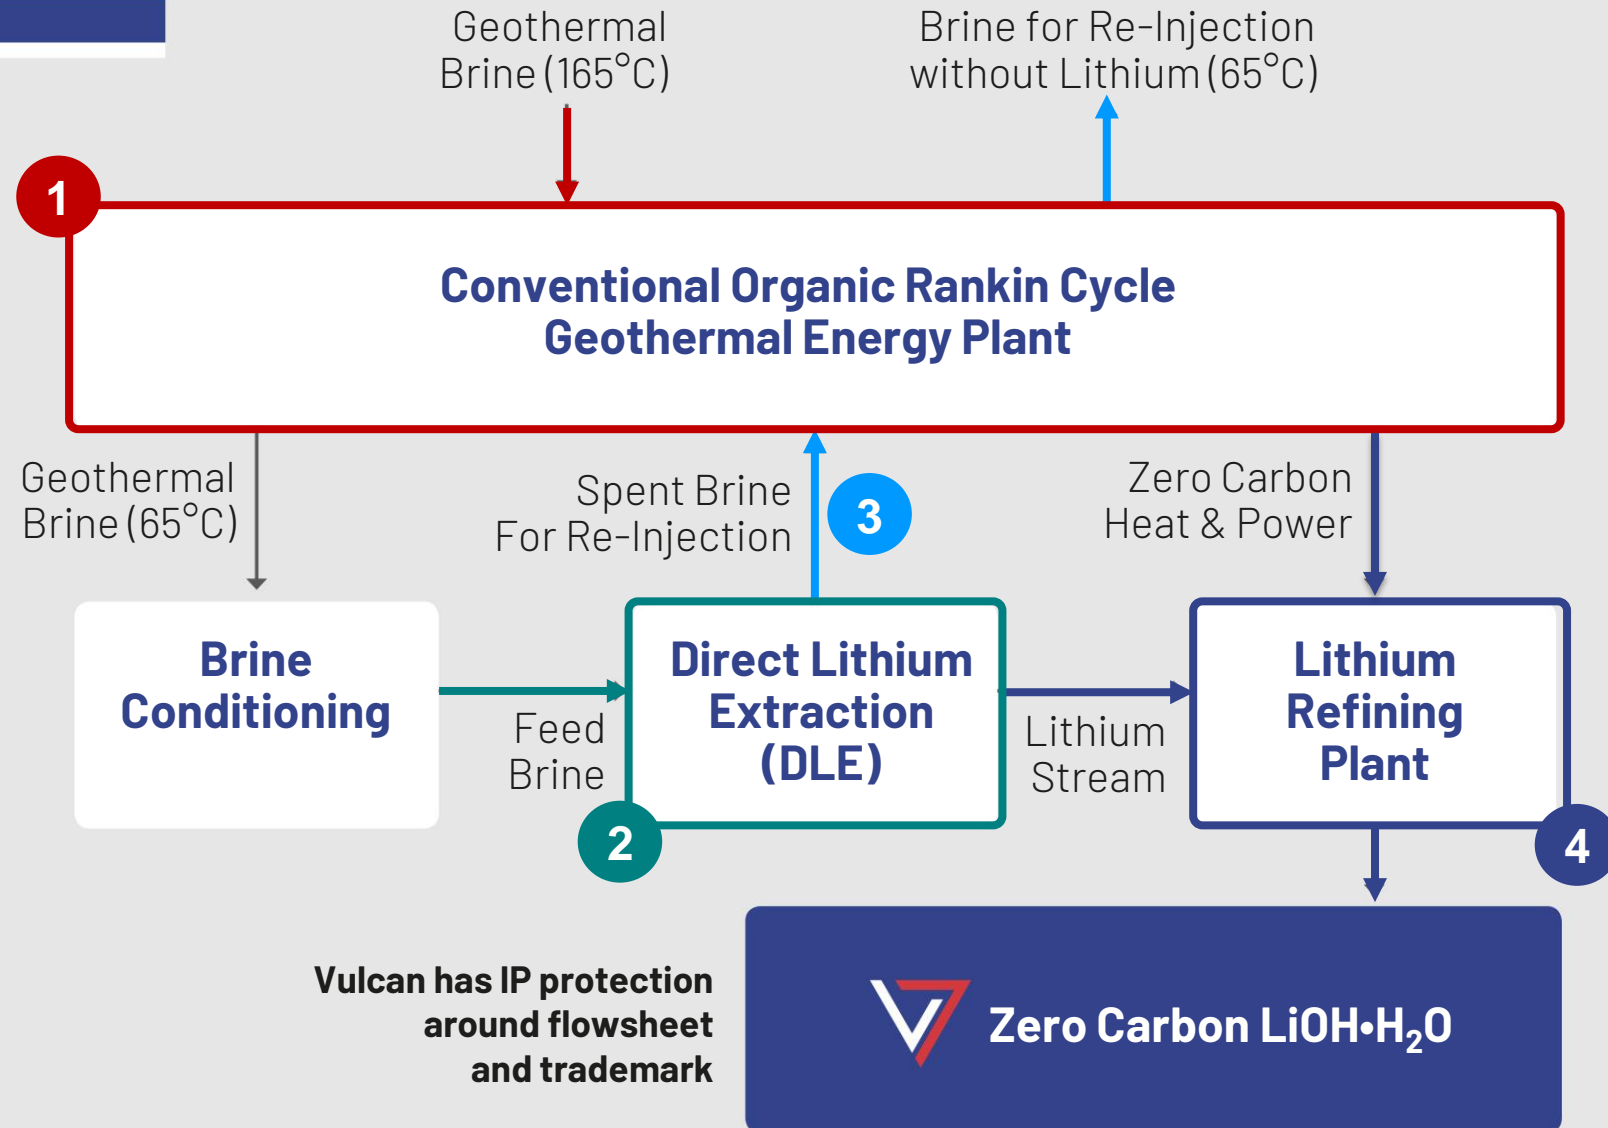 Geothermal
Brine (165°C)
Brine for Re-Injection
without Lithium (65°C)
1
Conventional Organic Rankin Cycle
Geothermal Energy Plant
Geothermal
Brine (65°C)
Spent Brine
For Re-Injection
3
Zero Carbon
Heat & Power
Brine
Conditioning
Feed
Brine
Direct Lithium
Extraction
(DLE)
2
Lithium
Stream
Lithium
Refining
Plant
4
Vulcan has IP protection
around flowsheet
and trademark
Zero Carbon LiOH•H₂O